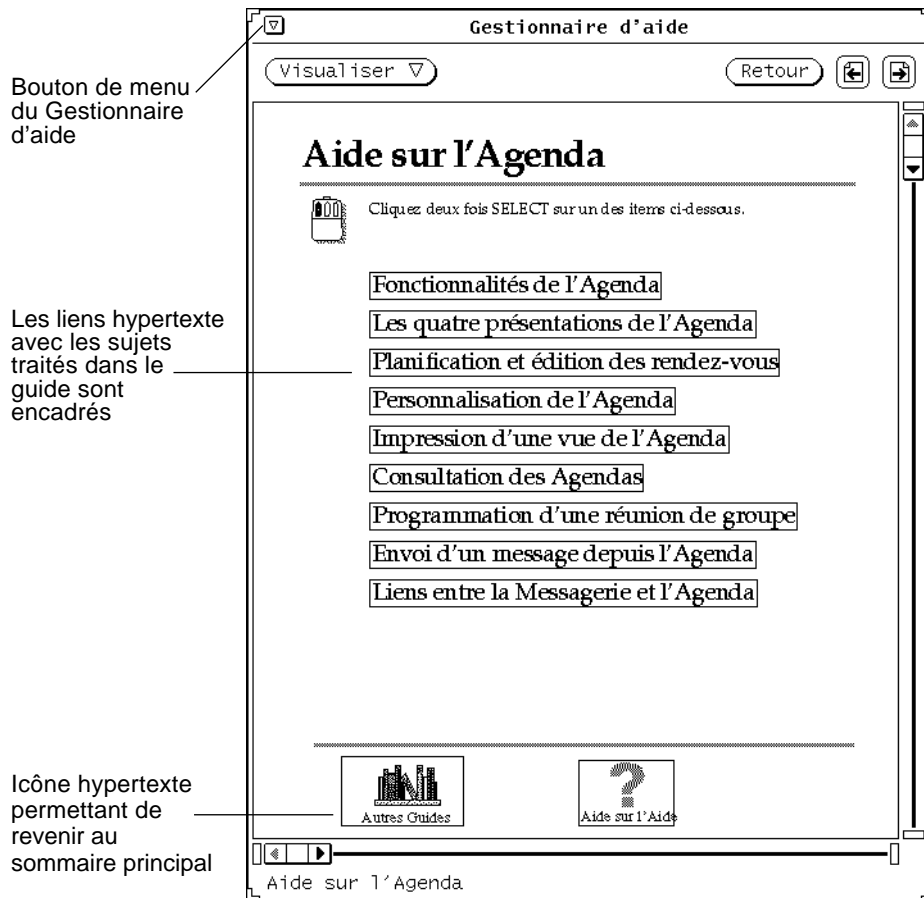 Gestionnaire d'aide
Visualiser
Retour
Bouton de menu
du Gestionnaire
d'aide
Aide sur l'Agenda
Cliquez deux fois SELECT sur un des items ci-dessous.
Fonctionnalités de l'Agenda
Les quatre présentations de l'Agenda
Planification et édition des rendez-vous
Personnalisation de l'Agenda
Impression d'une vue de l'Agenda
Consultation des Agendas
Programmation d'une réunion de groupe
Envoi d'un message depuis l'Agenda
Liens entre la Messagerie et l'Agenda
Les liens hypertexte
avec les sujets
traités dans le
guide sont
encadrés
Icône hypertexte
permettant de
revenir au
sommaire principal
Autres Guides
Aide sur l'Aide
Aide sur l'Agenda